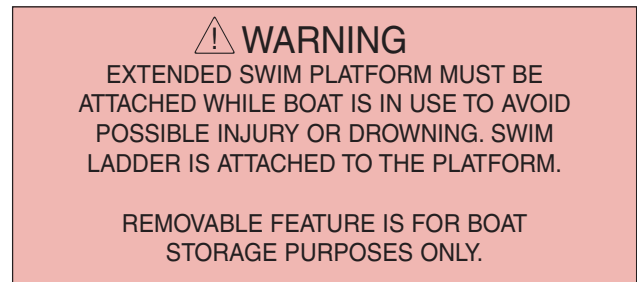 ⚠ WARNING
EXTENDED SWIM PLATFORM MUST BE
ATTACHED WHILE BOAT IS IN USE TO AVOID
POSSIBLE INJURY OR DROWNING. SWIM
LADDER IS ATTACHED TO THE PLATFORM.
REMOVABLE FEATURE IS FOR BOAT
STORAGE PURPOSES ONLY.